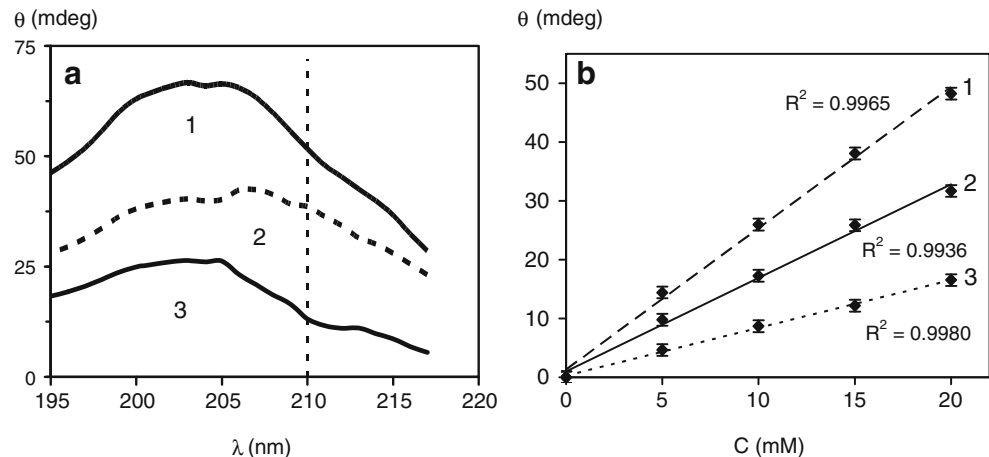 θ (mdeg)
75
50
25
0
a
1
2
3
195 200 205 210 215 220
λ (nm)
θ (mdeg)
50
40
30
20
10
0
b
R² = 0.9965
1
2
R² = 0.9936
3
R² = 0.9980
0 5 10 15 20
C (mM)